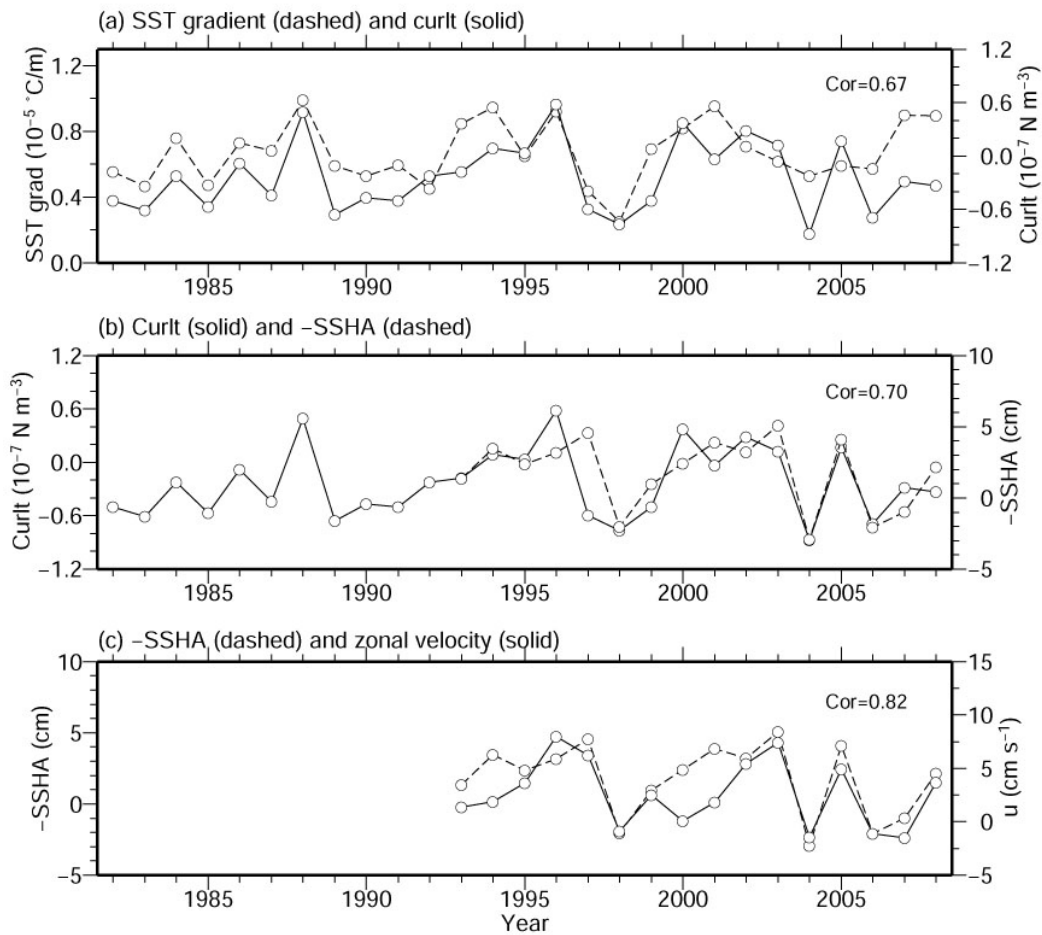 (a) SST gradient (dashed) and curlt (solid)
SST grad (10⁻⁵ °C/m)
1.2
0.8
0.4
0.0
Cor=0.67
1.2
0.6
0.0
−0.6
−1.2
Curlt (10⁻⁷ N m⁻³)
1985 1990 1995 2000 2005
(b) Curlt (solid) and −SSHA (dashed)
Curlt (10⁻⁷ N m⁻³)
1.2
0.6
0.0
−0.6
−1.2
Cor=0.70
10
5
0
−5
−SSHA (cm)
1985 1990 1995 2000 2005
(c) −SSHA (dashed) and zonal velocity (solid)
−SSHA (cm)
10
5
0
−5
Cor=0.82
15
10
5
0
−5
u (cm s⁻¹)
1985 1990 1995 2000 2005
Year